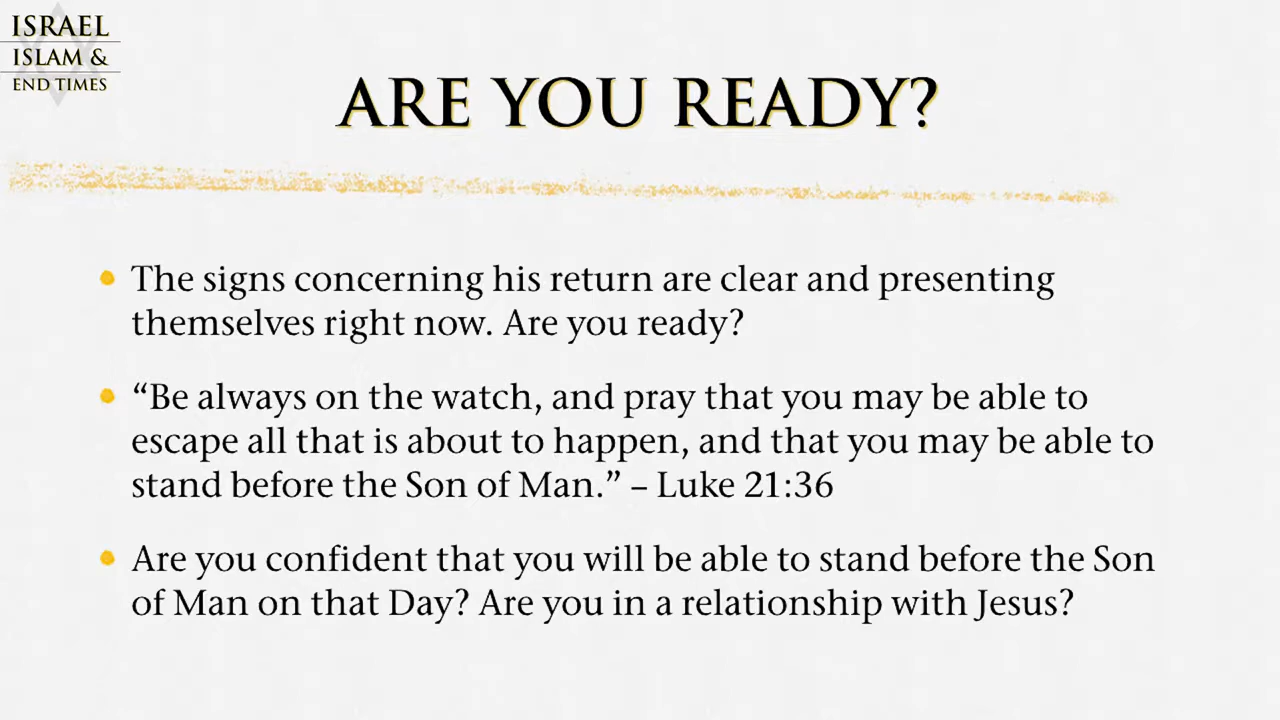 ISRAEL
ISLAM &
END TIMES
ARE YOU READY?
• The signs concerning his return are clear and presenting
themselves right now. Are you ready?
• “Be always on the watch, and pray that you may be able to
escape all that is about to happen, and that you may be able to
stand before the Son of Man.” – Luke 21:36
• Are you confident that you will be able to stand before the Son
of Man on that Day? Are you in a relationship with Jesus?